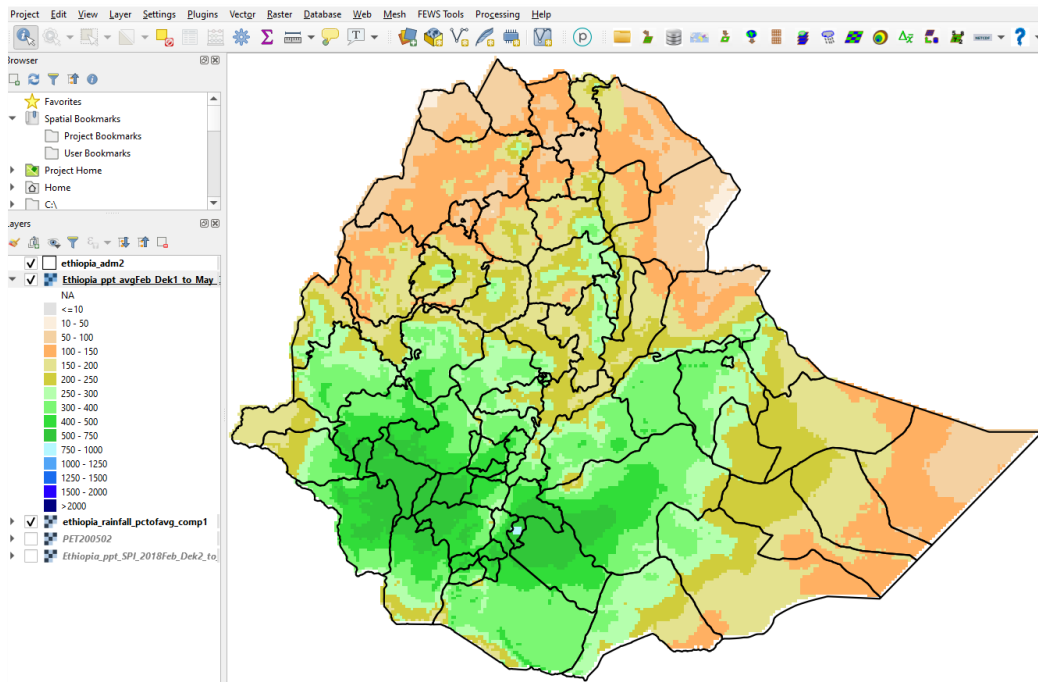 Project Edit View Layer Settings Plugins Vector Raster Database Web Mesh FEWS Tools Processing Help
Browser
Favorites
Spatial Bookmarks
Project Bookmarks
User Bookmarks
Project Home
Home
C:\
Layers
ethiopia_adm2
Ethiopia_ppt_avgFeb_Dek1_to_May_
NA
<=10
10 - 50
50 - 100
100 - 150
150 - 200
200 - 250
250 - 300
300 - 400
400 - 500
500 - 750
750 - 1000
1000 - 1250
1250 - 1500
1500 - 2000
>2000
ethiopia_rainfall_pctofavg_comp1
PET200502
Ethiopia_ppt_SPI_2018Feb_Dek2_to_